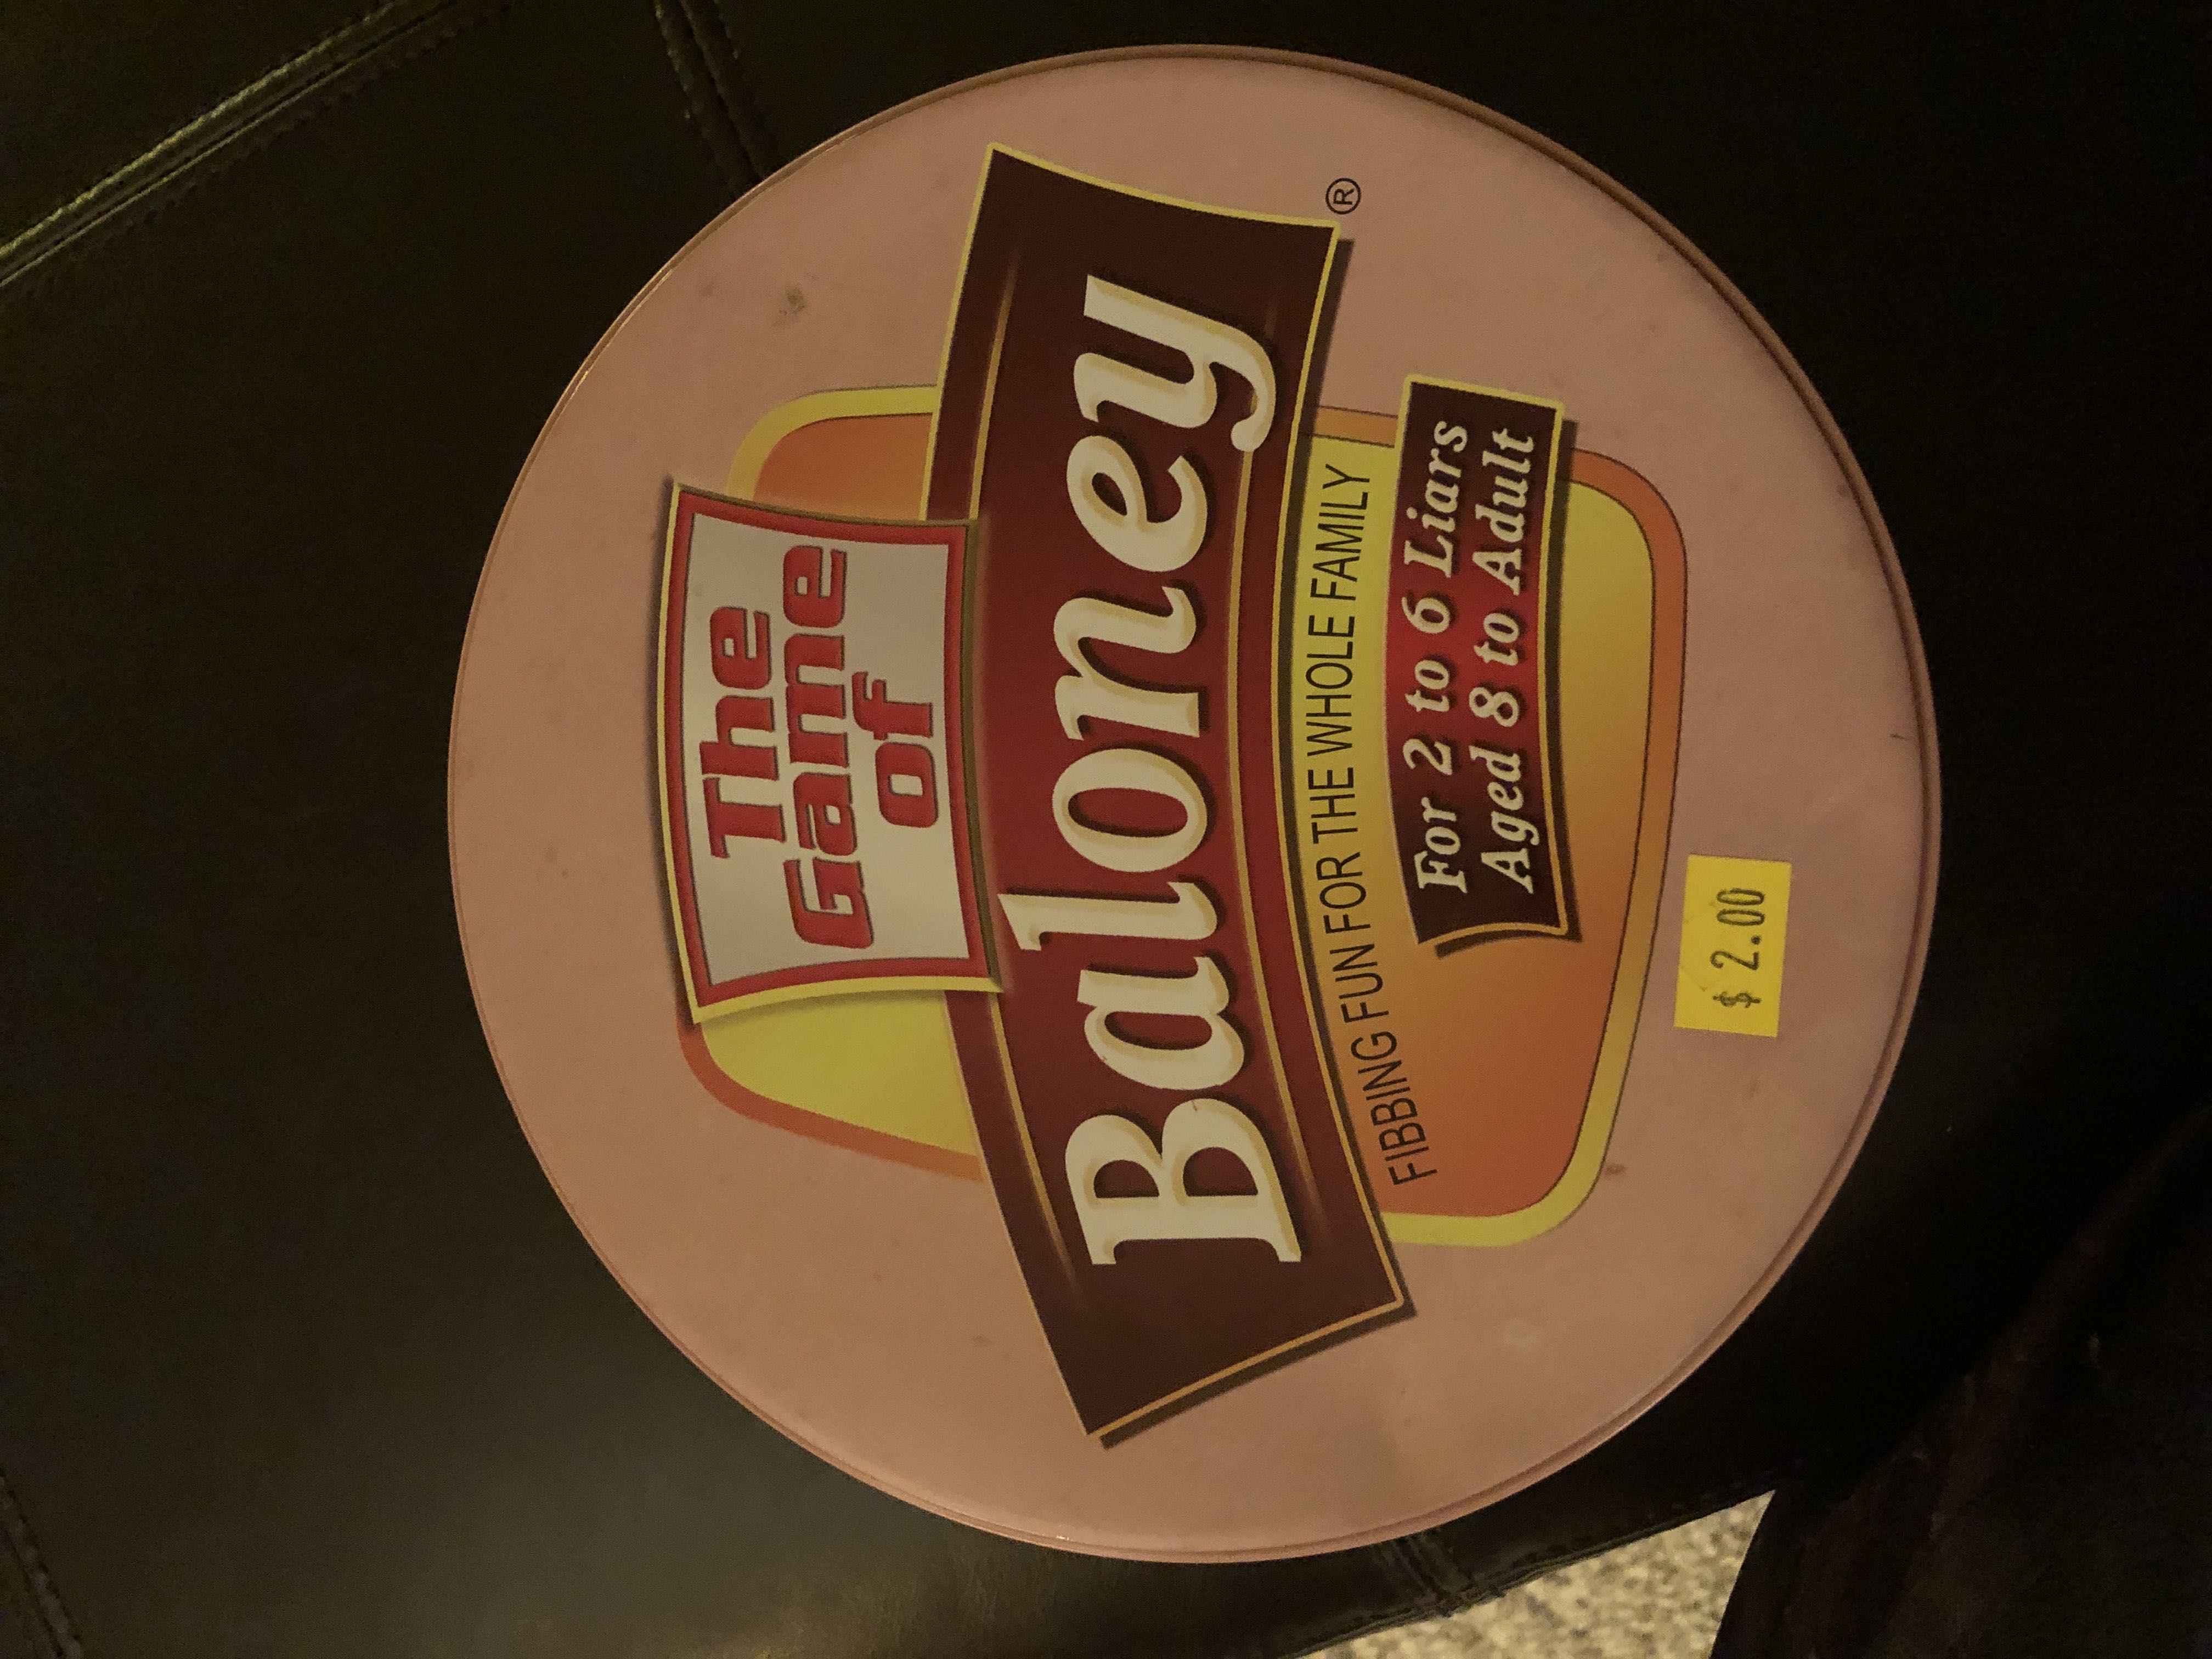 The
Game
of
Baloney®
FIBBING FUN FOR THE WHOLE FAMILY
For 2 to 6 Liars
Aged 8 to Adult
$ 2.00